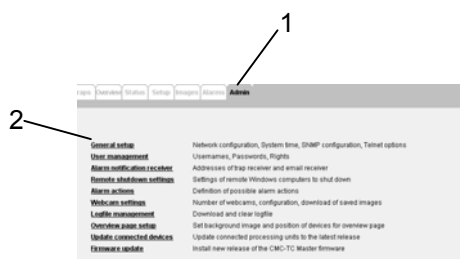 1
raps Overview Status Setup Images Alarms Admin
2
General setup Network configuration, System time, SNMP configuration, Telnet options
User management Usernames, Passwords, Rights
Alarm notification receiver Addresses of trap receiver and email receiver
Remote shutdown settings Settings of remote Windows computers to shut down
Alarm actions Definition of possible alarm actions
Webcam settings Number of webcams, configuration, download of saved images
Logfile management Download and clear logfile
Overview page setup Set background image and position of devices for overview page
Update connected devices Update connected processing units to the latest release
Firmware update Install new release of the CMC-TC Master firmware